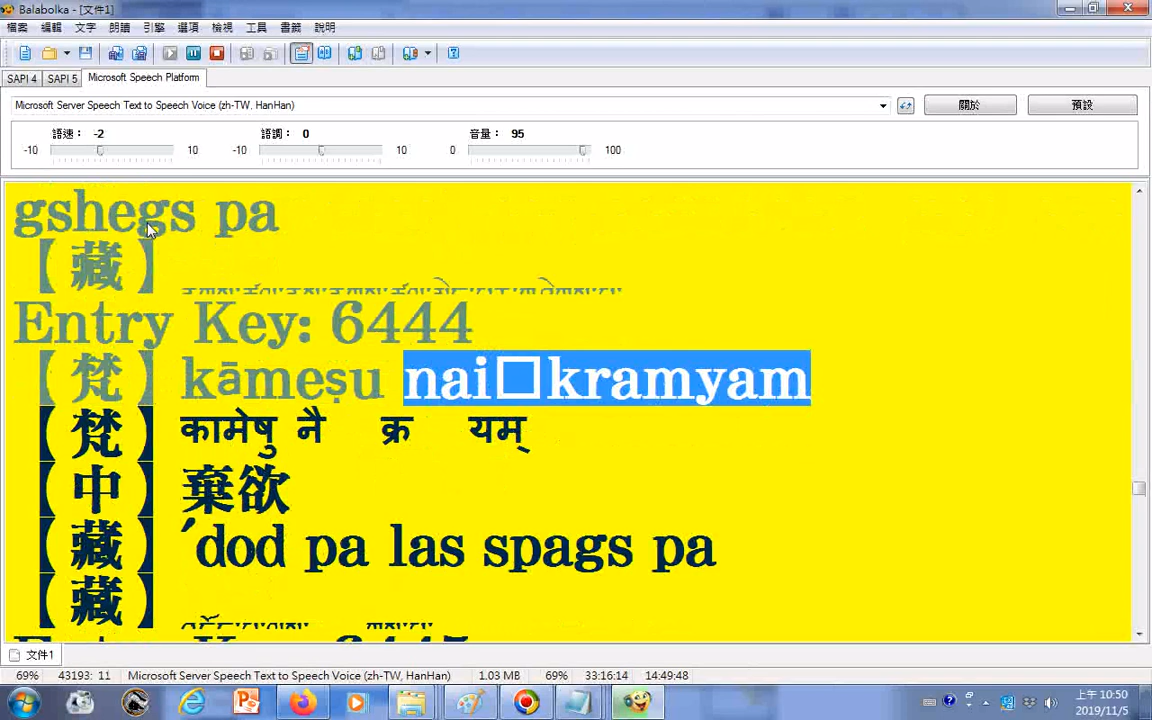 Balabolka - [文件1]
檔案 編輯 文字 朗讀 引擎 選項 檢視 工具 書籤 說明
SAPI 4 SAPI 5 Microsoft Speech Platform
Microsoft Server Speech Text to Speech Voice (zh-TW, HanHan) 關於 預設
語速： -2 語調： 0 音量： 95
-10 10 -10 10 0 100
gshegs pa
【藏】
Entry Key: 6444
【梵】 kāmeṣu nai□kramyam
【梵】 कामेषु नै क्र यम्
【中】 棄欲
【藏】 ´dod pa las spags pa
【藏】
文件1
69% 43193: 11 Microsoft Server Speech Text to Speech Voice (zh-TW, HanHan) 1.03 MB 69% 33:16:14 14:49:48
上午 10:50
2019/11/5